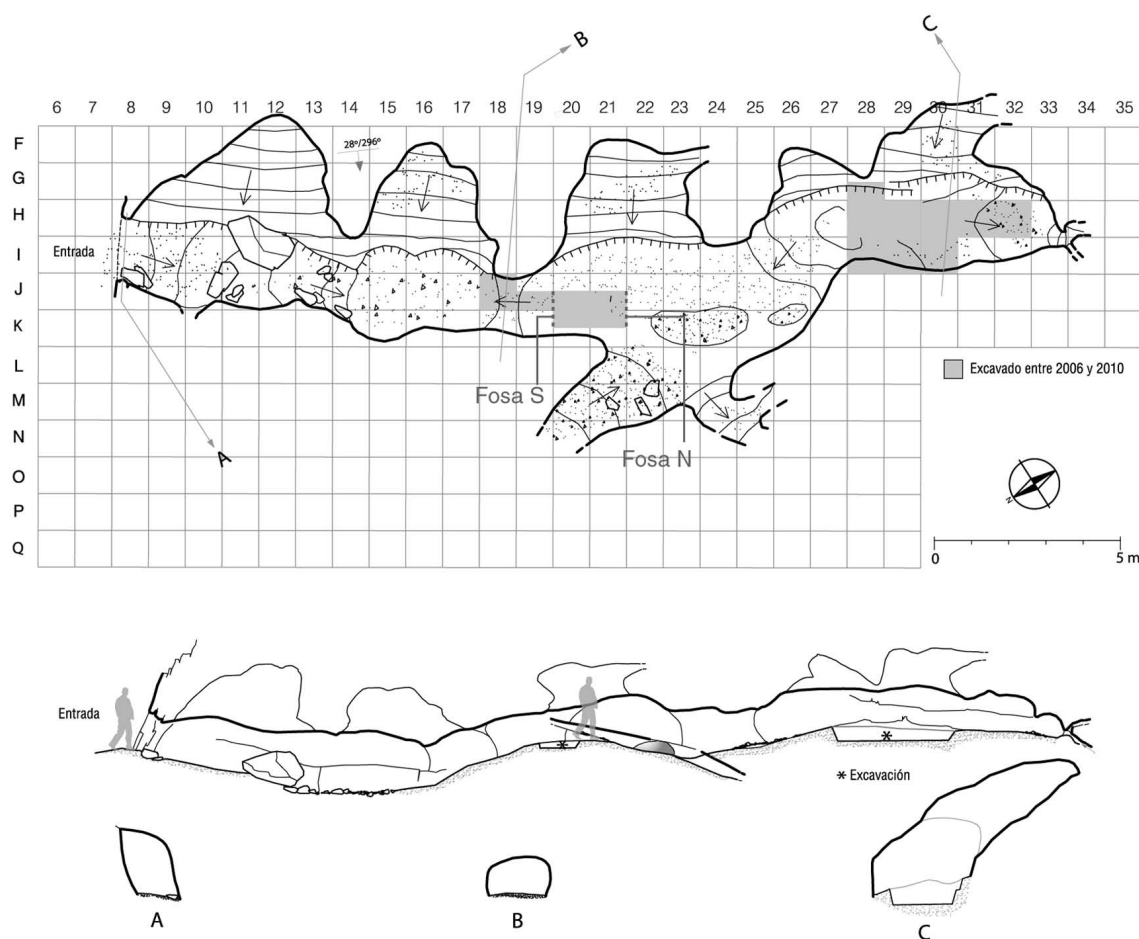 B
C
6 7 8 9 10 11 12 13 14 15 16 17 18 19 20 21 22 23 24 25 26 27 28 29 30 31 32 33 34 35
F
28º/296º
G
H
Entrada
I
J
K
L
Excavado entre 2006 y 2010
Fosa S
M
N
Fosa N
A
O
N
P
Q
0 5 m
Entrada
*
*
* Excavación
A
B
C